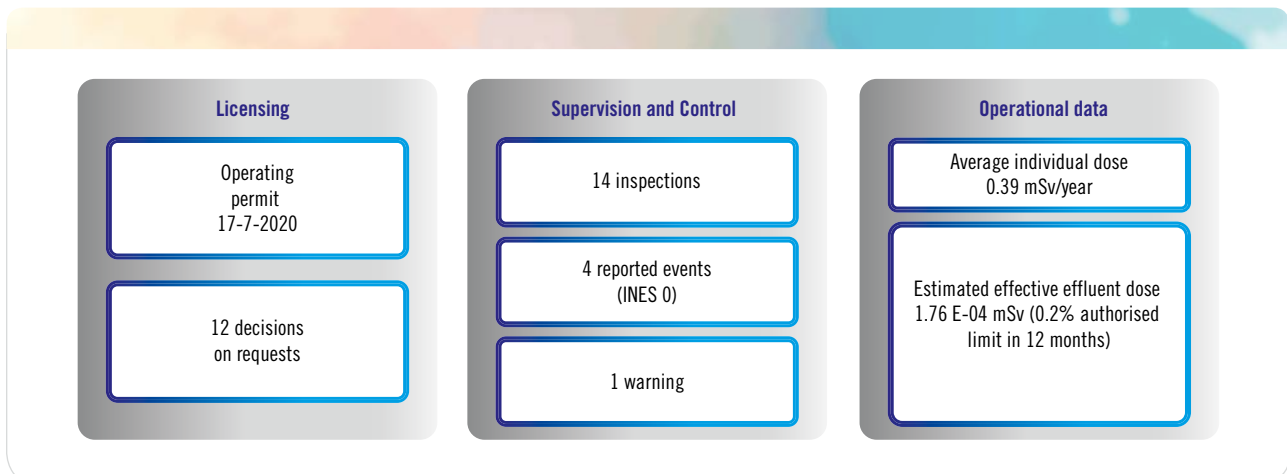 Licensing
Operating
permit
17-7-2020
12 decisions
on requests
Supervision and Control
14 inspections
4 reported events
(INES 0)
1 warning
Operational data
Average individual dose
0.39 mSv/year
Estimated effective effluent dose
1.76 E-04 mSv (0.2% authorised
limit in 12 months)